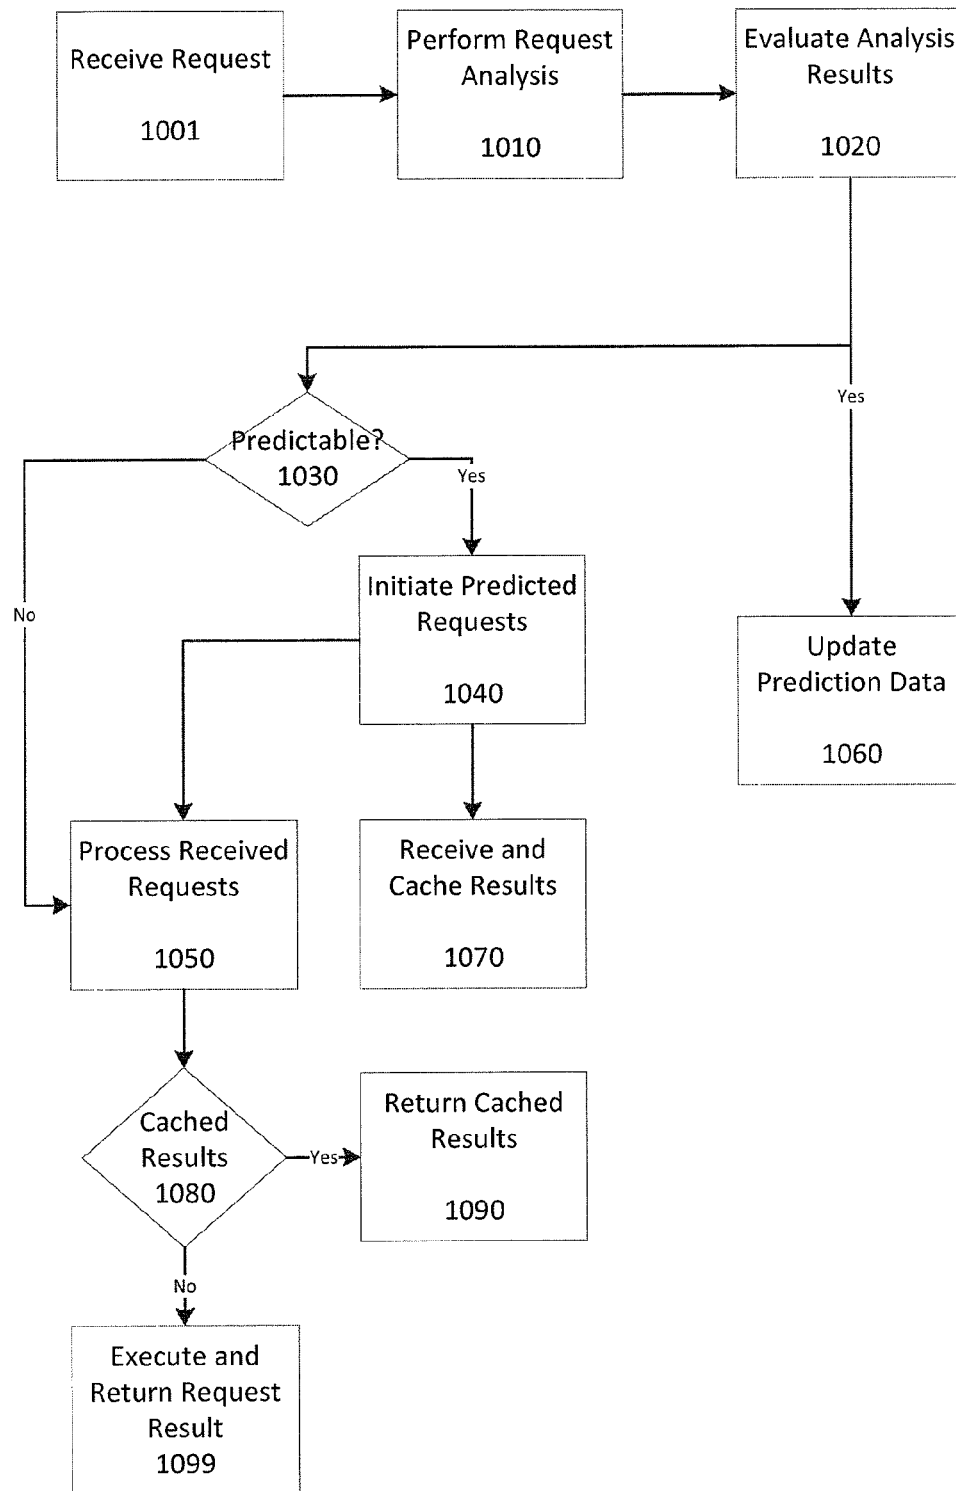 Receive Request
1001
Perform Request
Analysis
1010
Evaluate Analysis
Results
1020
Predictable?
1030
Yes
Yes
No
Initiate Predicted
Requests
1040
Update
Prediction Data
1060
Process Received
Requests
1050
Receive and
Cache Results
1070
Cached
Results
1080
Yes
Return Cached
Results
1090
No
Execute and
Return Request
Result
1099